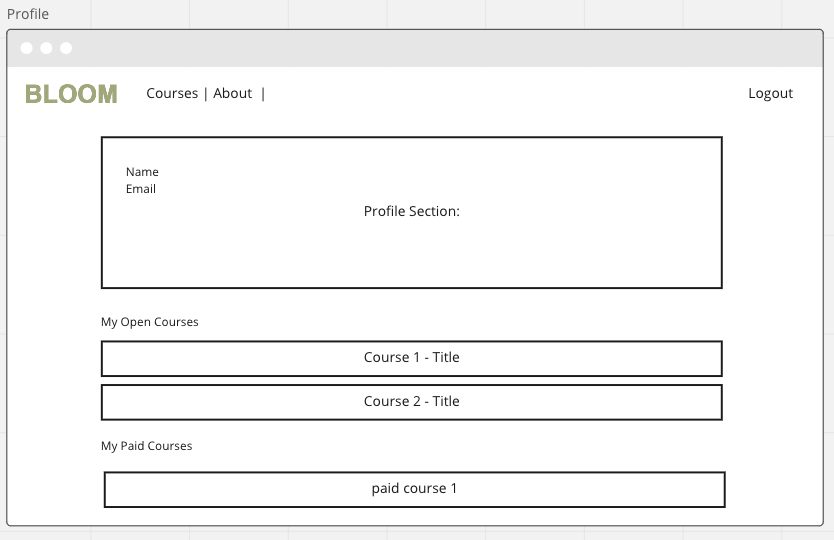 Profile
BLOOM
Courses | About |
Logout
Name
Email
Profile Section:
My Open Courses
Course 1 - Title
Course 2 - Title
My Paid Courses
paid course 1